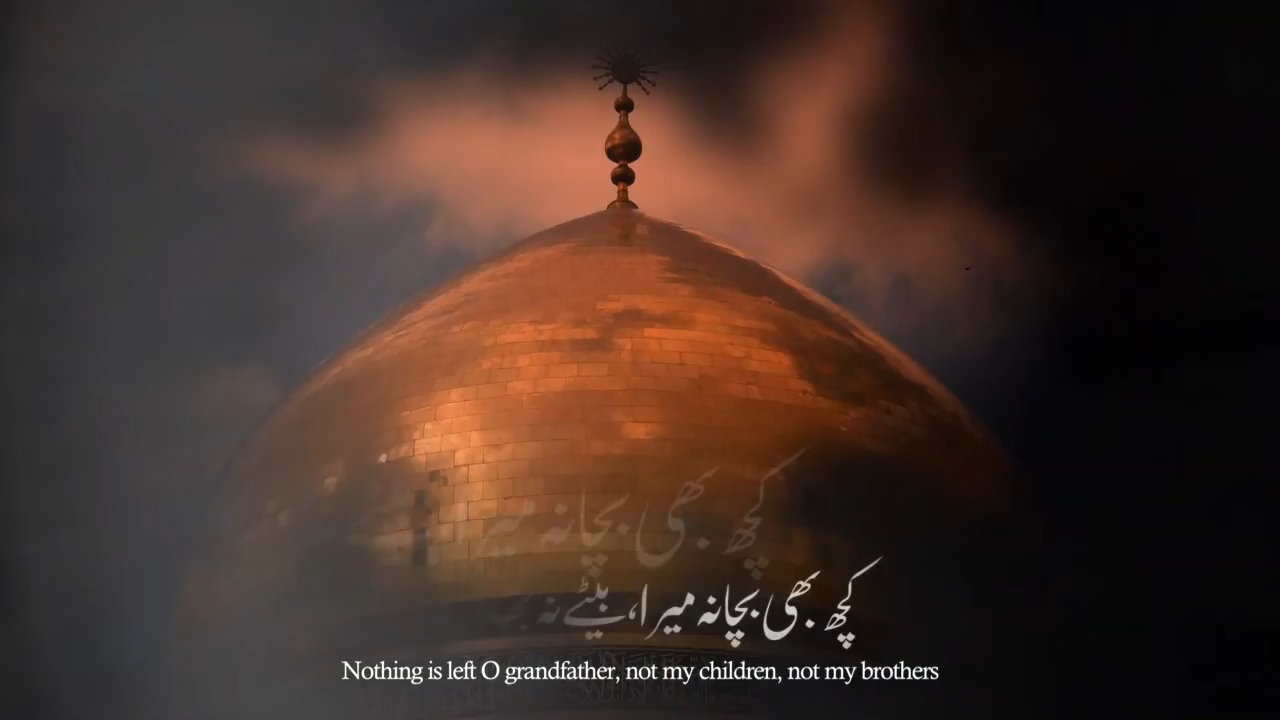 کچھ بھی بچا نہ میر
کچھ بھی بچا نہ میرا، بیٹے نہ
Nothing is left O grandfather, not my children, not my brothers